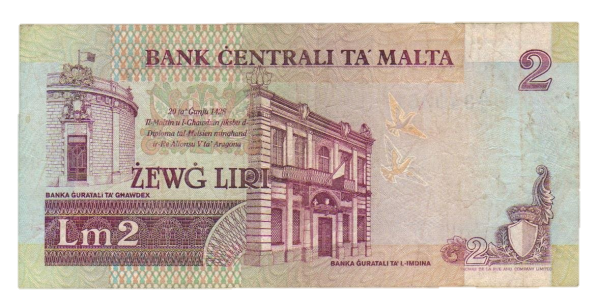 BANK ĊENTRALI TA' MALTA
2
20 ta' Ġunju 1428
Il-Maltin u l-Għawdxin jiksbu d-
Diploma tal-Ħelsien mingħand
ir-Re Alfonsu V ta' Aragona
ŻEWĠ LIRI
BANKA ĠURATALI TA' GĦAWDEX
Lm2
BANKA ĠURATALI TA' L-IMDINA
2
THOMAS DE LA RUE AND COMPANY LIMITED